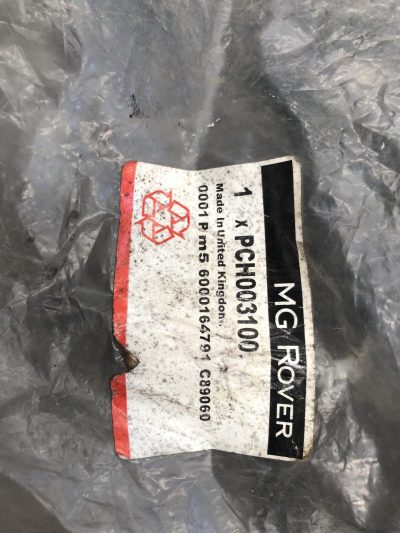 MG ROVER
1 x PCH003100
Made In United Kingdom.
0001 P m5 6000164791 C89060